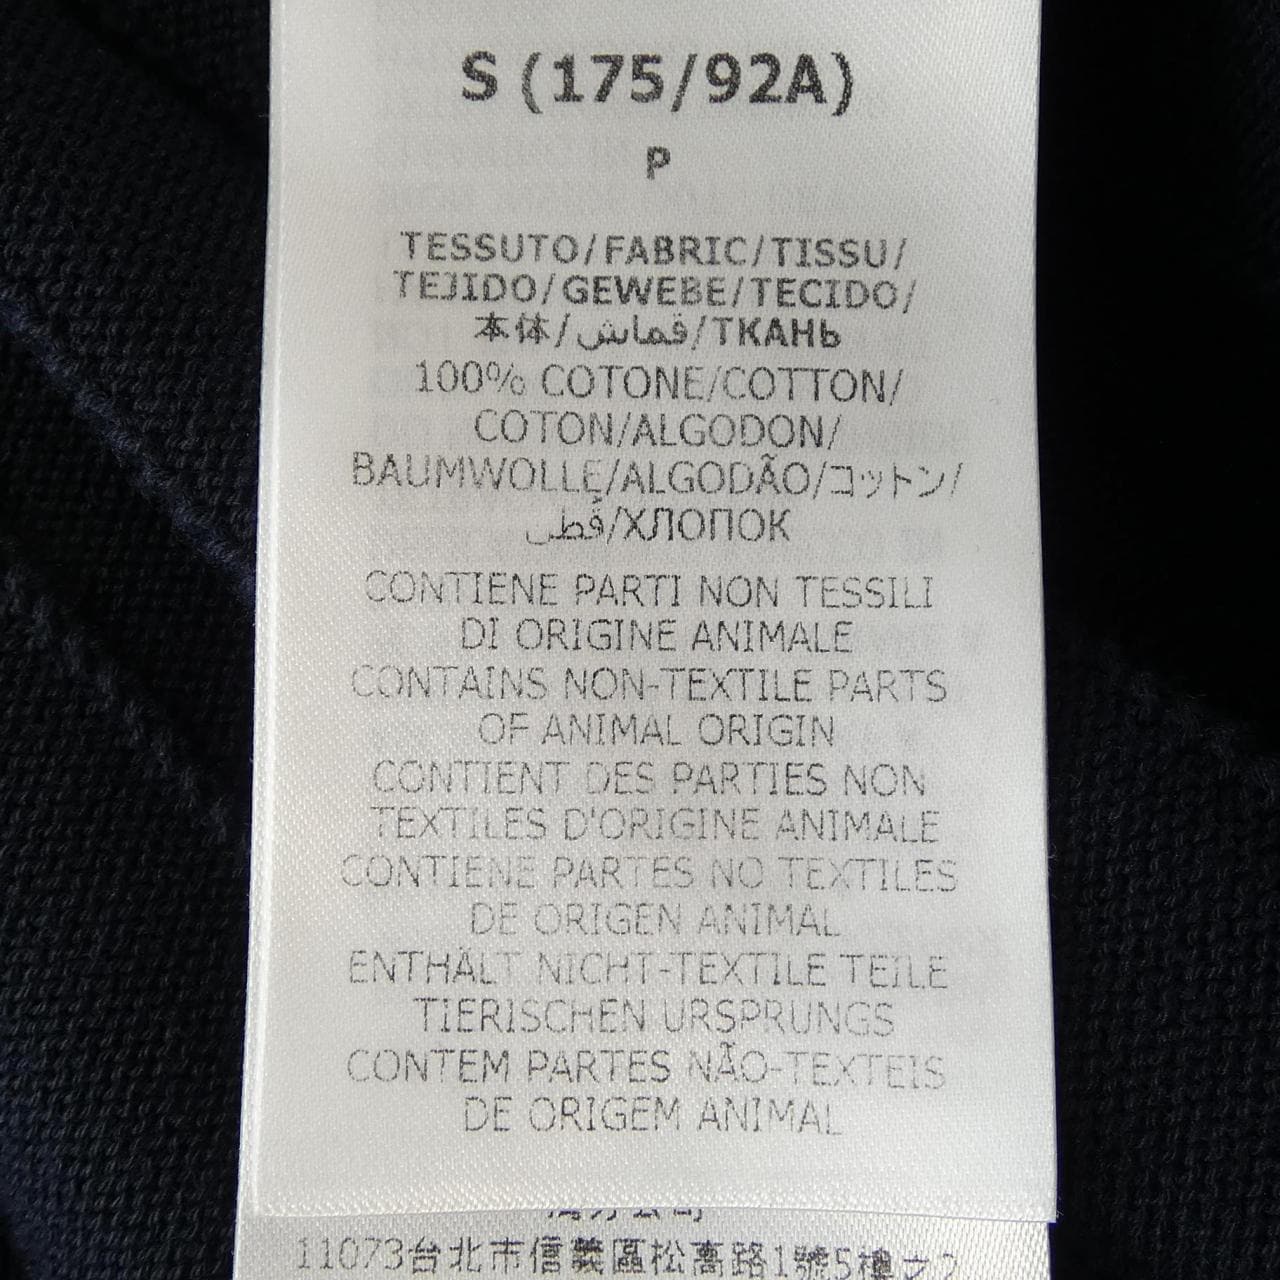 S (175/92A)
P
TESSUTO/FABRIC/TISSU/
TEJIDO/GEWEBE/TECIDO/
本体/قماش/ТКАНЬ
100% COTONE/COTTON/
COTON/ALGODON/
BAUMWOLLE/ALGODÃO/コットン/
قطن/ХЛОПОК
CONTIENE PARTI NON TESSILI
DI ORIGINE ANIMALE
CONTAINS NON-TEXTILE PARTS
OF ANIMAL ORIGIN
CONTIENT DES PARTIES NON
TEXTILES D'ORIGINE ANIMALE
CONTIENE PARTES NO TEXTILES
DE ORIGEN ANIMAL
ENTHÄLT NICHT-TEXTILE TEILE
TIERISCHEN URSPRUNGS
CONTEM PARTES NÃO-TEXTEIS
DE ORIGEM ANIMAL
11073台北市信義區松高路1號5樓之2